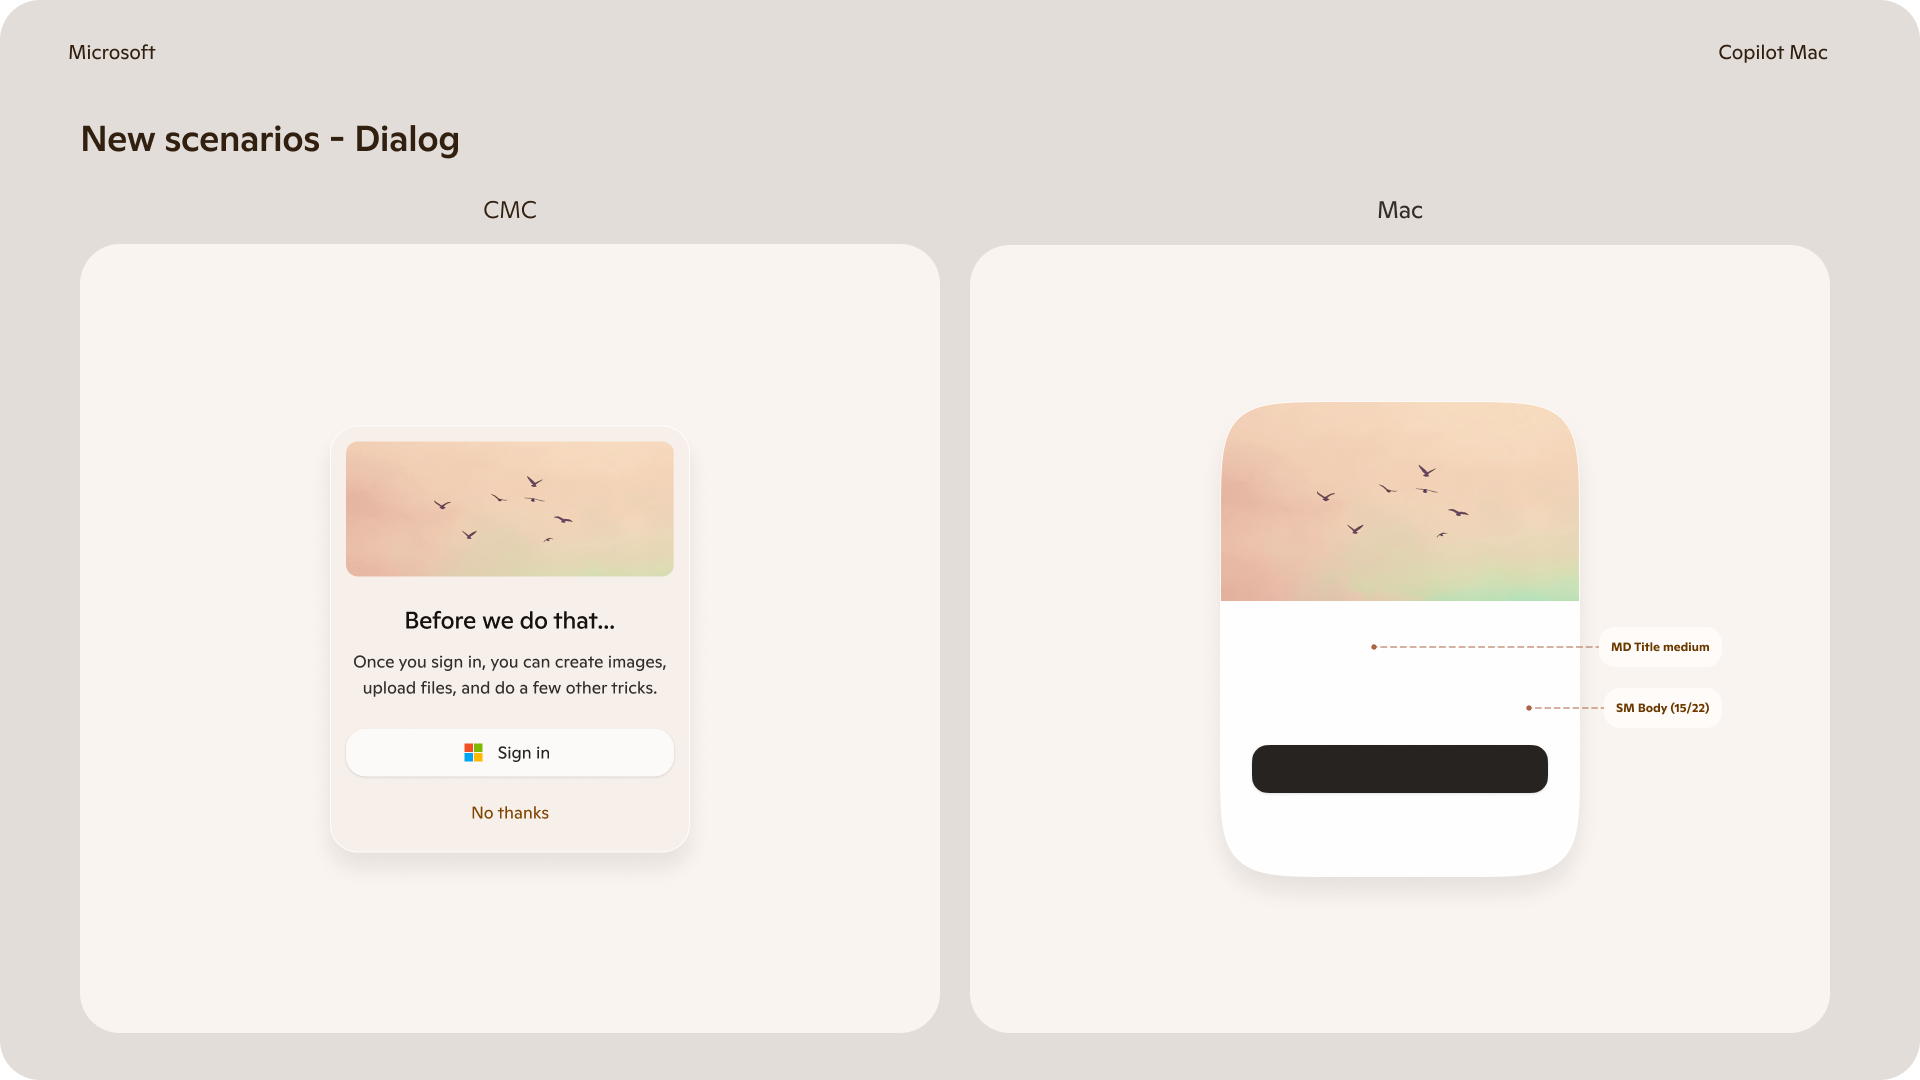 Microsoft
Copilot Mac
New scenarios - Dialog
CMC
Mac
Before we do that...
Once you sign in, you can create images,
upload files, and do a few other tricks.
Sign in
No thanks
MD Title medium
SM Body (15/22)